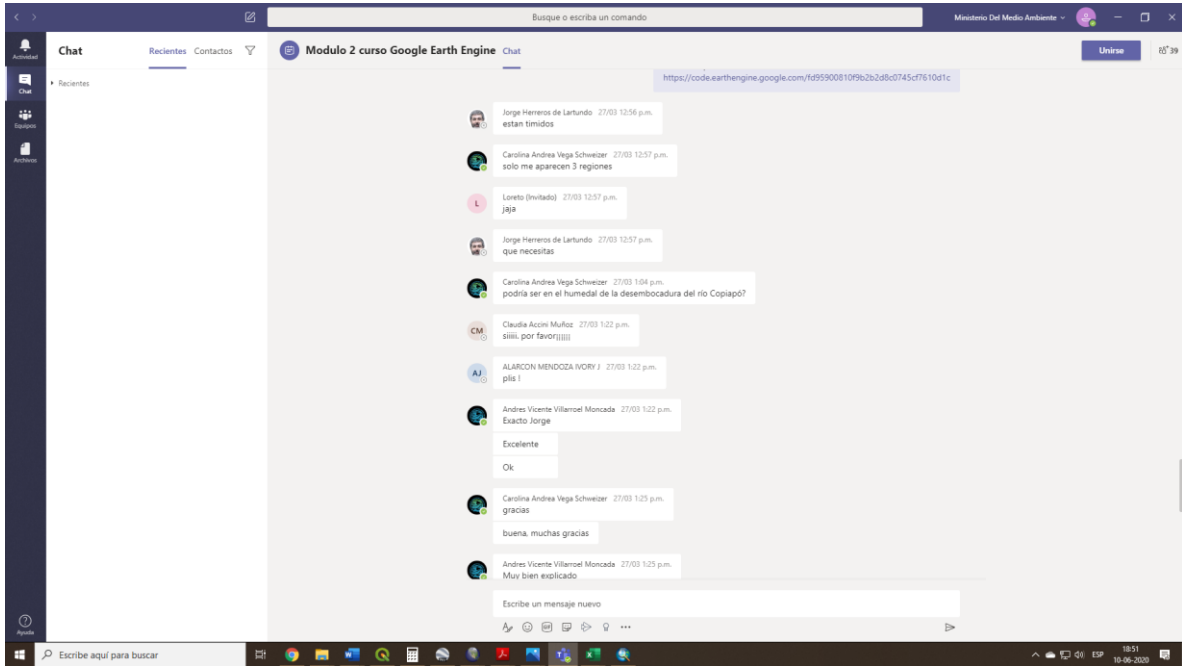 Busque o escriba un comando
Ministerio Del Medio Ambiente
Actividad
Chat
Equipos
Archivos
Ayuda
Chat
Recientes
Contactos
Recientes
Modulo 2 curso Google Earth Engine
Chat
Unirse
39
https://code.earthengine.google.com/fd95900810f9b2b2d8c0745cf7610d1c
Jorge Herreros de Lartundo 27/03 12:56 p.m.
estan timidos
Carolina Andrea Vega Schweizer 27/03 12:57 p.m.
solo me aparecen 3 regiones
L
Loreto (Invitado) 27/03 12:57 p.m.
jaja
Jorge Herreros de Lartundo 27/03 12:57 p.m.
que necesitas
Carolina Andrea Vega Schweizer 27/03 1:04 p.m.
podría ser en el humedal de la desembocadura del río Copiapó?
CM
Claudia Accini Muñoz 27/03 1:22 p.m.
siiiii. por favor¡¡¡¡¡¡
AJ
ALARCON MENDOZA IVORY J 27/03 1:22 p.m.
plis !
Andres Vicente Villarroel Moncada 27/03 1:22 p.m.
Exacto Jorge
Excelente
Ok
Carolina Andrea Vega Schweizer 27/03 1:25 p.m.
gracias
buena, muchas gracias
Andres Vicente Villarroel Moncada 27/03 1:25 p.m.
Muy bien explicado
Escribe un mensaje nuevo
GIF
Escribe aquí para buscar
ESP
18:51
10-06-2020